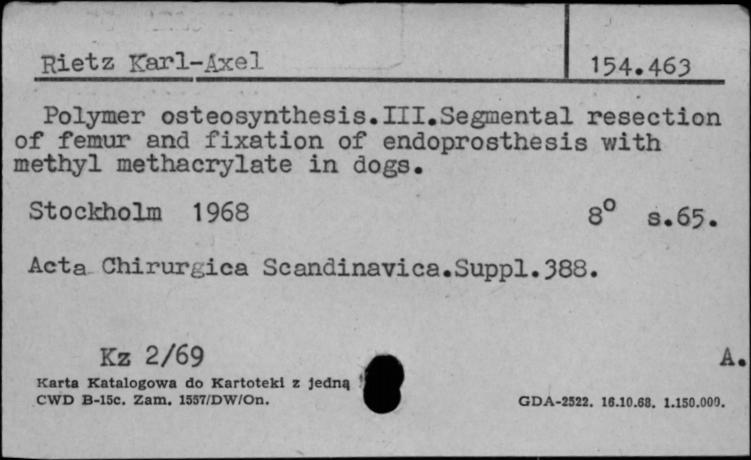 Rietz Karl-Axel 154.463
Polymer osteosynthesis.III.Segmental resection
of femur and fixation of endoprosthesis with
methyl methacrylate in dogs.
Stockholm 1968 8° s.65.
Acta Chirurgica Scandinavica.Suppl.388.
Kz 2/69 A.
Karta Katalogowa do Kartoteki z jedną
CWD B-15c. Zam. 1557/DW/On. GDA-2522. 16.10.68. 1.150.000.